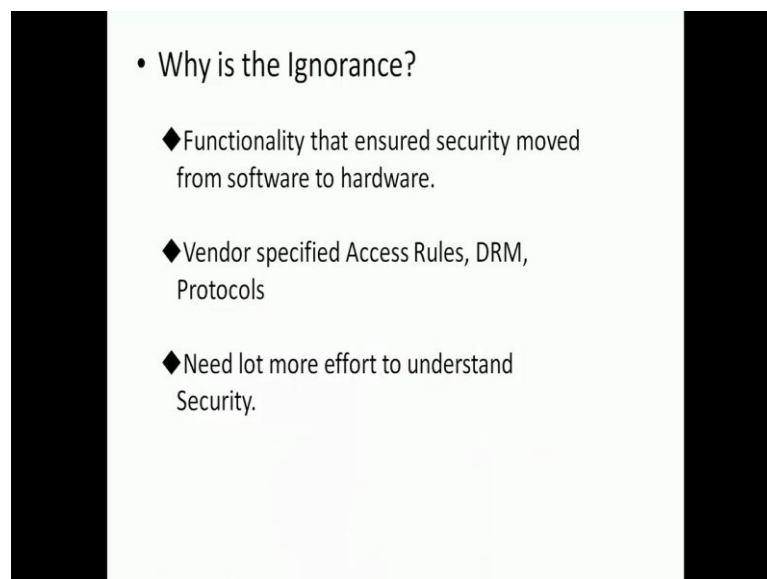 • Why is the Ignorance?
◆Functionality that ensured security moved
from software to hardware.
◆Vendor specified Access Rules, DRM,
Protocols
◆Need lot more effort to understand
Security.